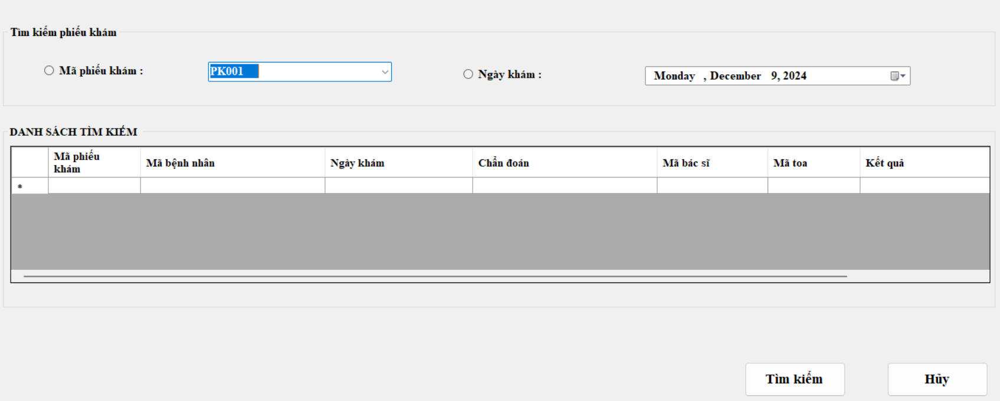 Tìm kiếm phiếu khám
Mã phiếu khám :
PK001
Ngày khám :
Monday , December 9, 2024
DANH SÁCH TÌM KIẾM
Mã phiếu khám
Mã bệnh nhân
Ngày khám
Chẩn đoán
Mã bác sĩ
Mã toa
Kết quả
Tìm kiếm
Hủy